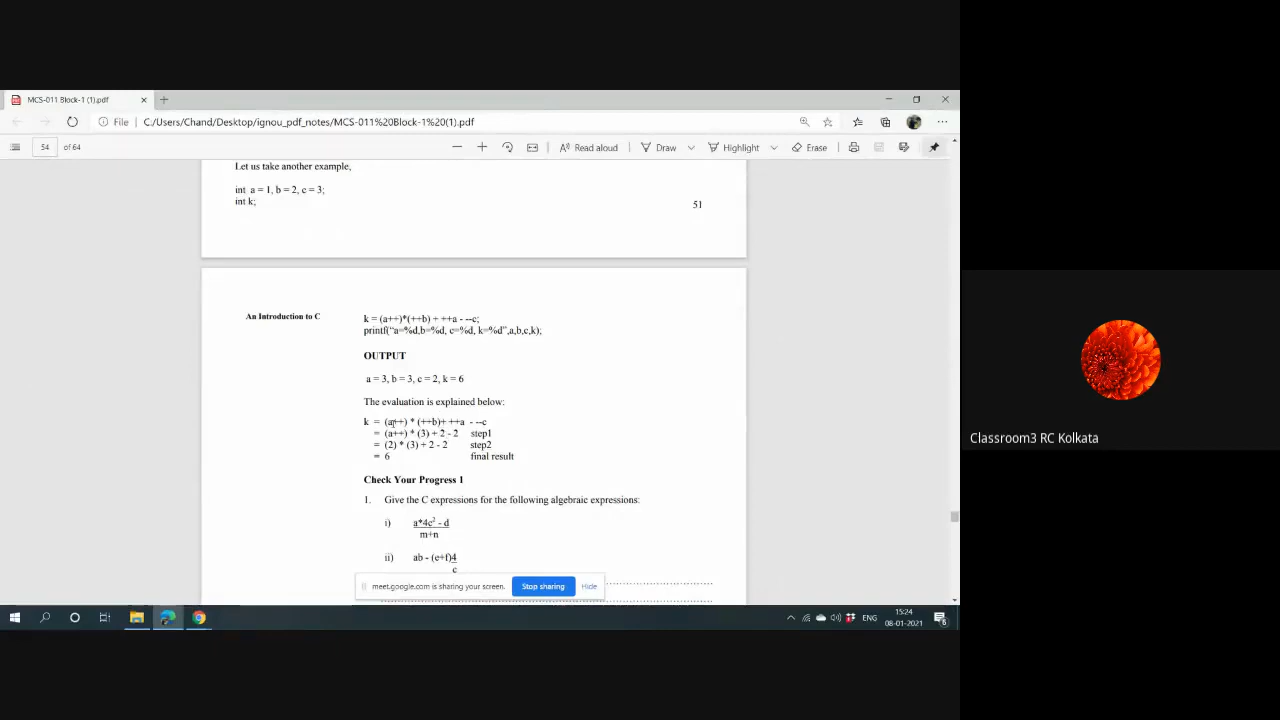 MCS-011 Block-1 (1).pdf
File
C:/Users/Chand/Desktop/ignou_pdf_notes/MCS-011%20Block-1%20(1).pdf
54 of 64
Read aloud
Draw
Highlight
Erase
Let us take another example,
int a = 1, b = 2, c = 3;
int k;
51
An Introduction to C
k = (a++)*(++b) + ++a - --c;
printf("a=%d,b=%d, c=%d, k=%d",a,b,c,k);
OUTPUT
a = 3, b = 3, c = 2, k = 6
The evaluation is explained below:
k = (a++) * (++b)+ ++a - --c
= (a++) * (3) + 2 - 2 step1
= (2) * (3) + 2 - 2 step2
= 6 final result
Check Your Progress 1
1. Give the C expressions for the following algebraic expressions:
i) a*4c² - d
m+n
ii) ab - (e+f)4
c
meet.google.com is sharing your screen.
Stop sharing
Hide
Classroom3 RC Kolkata
ENG
15:24
08-01-2021
6